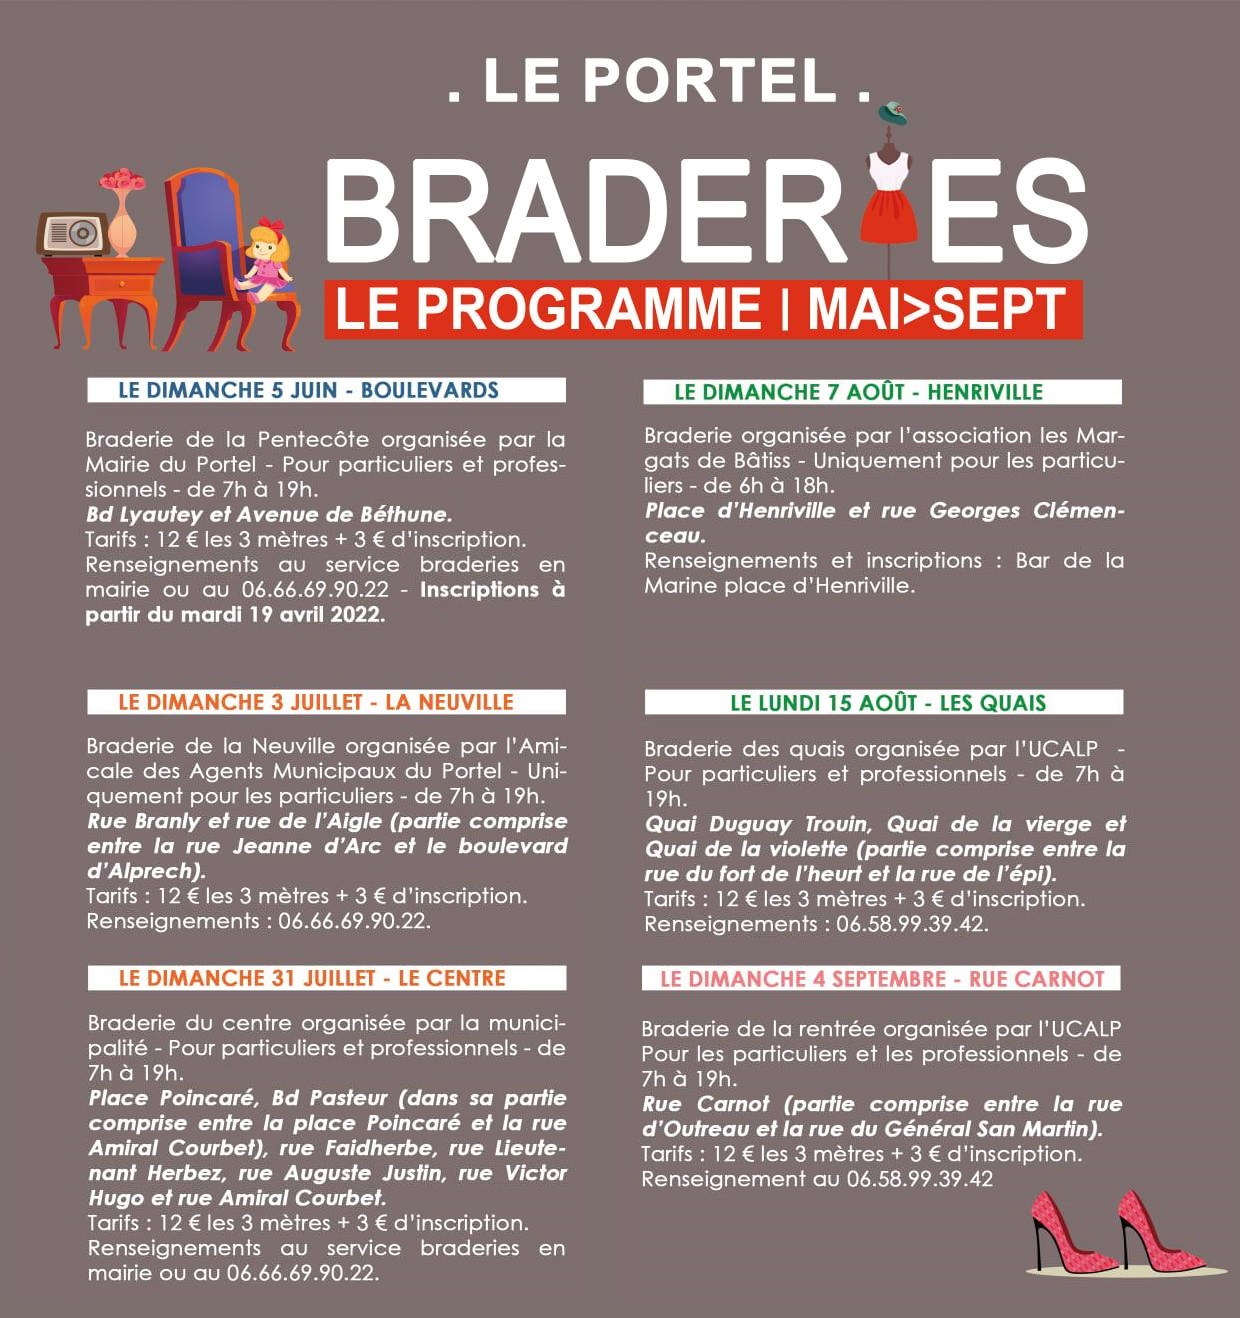 . LE PORTEL .
BRADERIES
LE PROGRAMME | MAI>SEPT
LE DIMANCHE 5 JUIN - BOULEVARDS
Braderie de la Pentecôte organisée par la
Mairie du Portel - Pour particuliers et profes-
sionnels - de 7h à 19h.
Bd Lyautey et Avenue de Béthune.
Tarifs : 12 € les 3 mètres + 3 € d'inscription.
Renseignements au service braderies en
mairie ou au 06.66.69.90.22 - Inscriptions à
partir du mardi 19 avril 2022.
LE DIMANCHE 3 JUILLET - LA NEUVILLE
Braderie de la Neuville organisée par l'Ami-
cale des Agents Municipaux du Portel - Uni-
quement pour les particuliers - de 7h à 19h.
Rue Branly et rue de l'Aigle (partie comprise
entre la rue Jeanne d'Arc et le boulevard
d'Alprech).
Tarifs : 12 € les 3 mètres + 3 € d'inscription.
Renseignements : 06.66.69.90.22.
LE DIMANCHE 31 JUILLET - LE CENTRE
Braderie du centre organisée par la munici-
palité - Pour particuliers et professionnels - de
7h à 19h.
Place Poincaré, Bd Pasteur (dans sa partie
comprise entre la place Poincaré et la rue
Amiral Courbet), rue Faidherbe, rue Lieute-
nant Herbez, rue Auguste Justin, rue Victor
Hugo et rue Amiral Courbet.
Tarifs : 12 € les 3 mètres + 3 € d'inscription.
Renseignements au service braderies en
mairie ou au 06.66.69.90.22.
LE DIMANCHE 7 AOÛT - HENRIVILLE
Braderie organisée par l'association les Mar-
gats de Bâtiss - Uniquement pour les particu-
liers - de 6h à 18h.
Place d'Henriville et rue Georges Clémen-
ceau.
Renseignements et inscriptions : Bar de la
Marine place d'Henriville.
LE LUNDI 15 AOÛT - LES QUAIS
Braderie des quais organisée par l'UCALP -
Pour particuliers et professionnels - de 7h à
19h.
Quai Duguay Trouin, Quai de la vierge et
Quai de la violette (partie comprise entre la
rue du fort de l'heurt et la rue de l'épi).
Tarifs : 12 € les 3 mètres + 3 € d'inscription.
Renseignements : 06.58.99.39.42.
LE DIMANCHE 4 SEPTEMBRE - RUE CARNOT
Braderie de la rentrée organisée par l'UCALP
Pour les particuliers et les professionnels - de
7h à 19h.
Rue Carnot (partie comprise entre la rue
d'Outreau et la rue du Général San Martin).
Tarifs : 12 € les 3 mètres + 3 € d'inscription.
Renseignement au 06.58.99.39.42